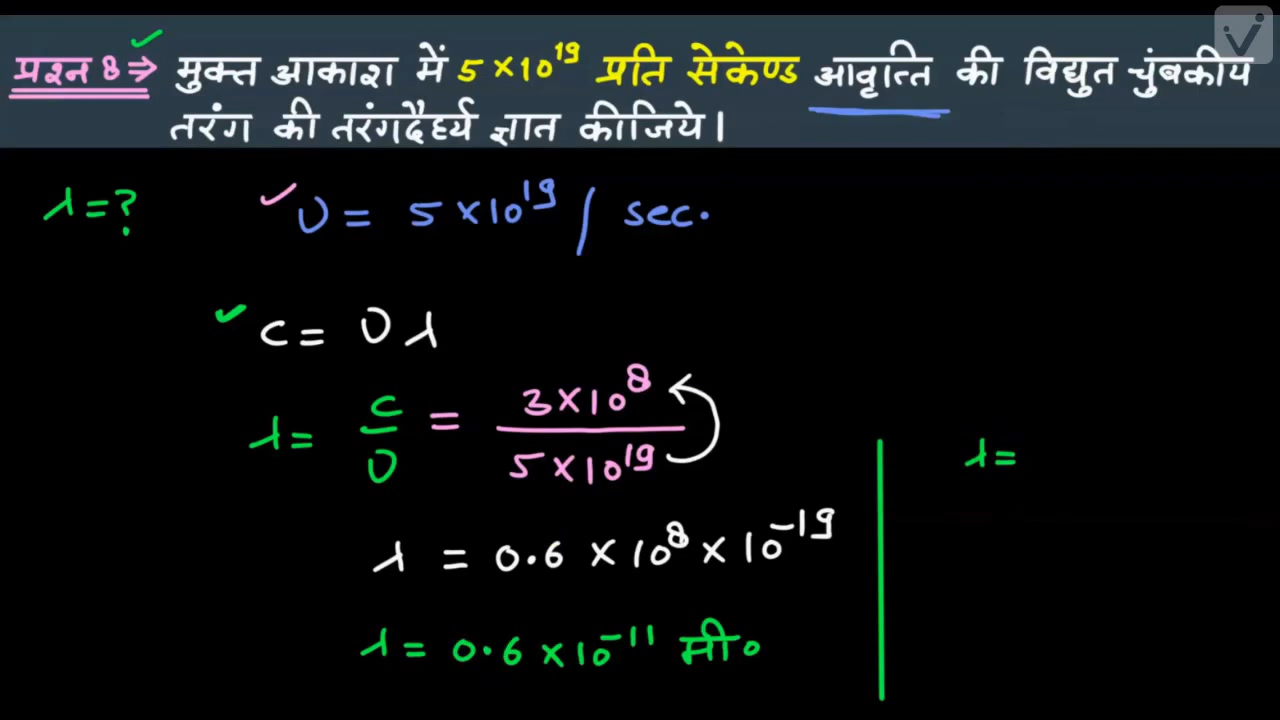 प्रश्न 8⇒ मुक्त आकाश में 5×10¹⁹ प्रति सेकेण्ड आवृत्ति की विद्युत चुंबकीय
तरंग की तरंगदैर्ध्य ज्ञात कीजिये।
λ=? υ = 5×10¹⁹ / sec.
c= υλ
λ= c/υ = 3×10⁸ / 5×10¹⁹
λ=
λ = 0.6 × 10⁸ × 10⁻¹⁹
λ= 0.6 ×10⁻¹¹ मी०